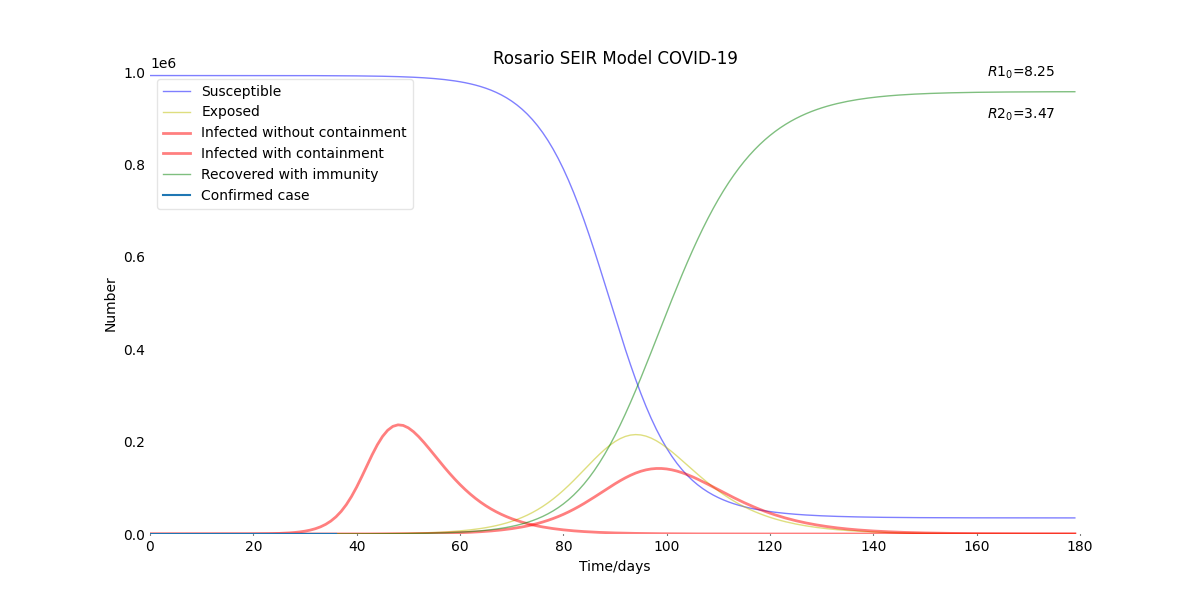 Rosario SEIR Model COVID-19
1e6
1.0
0.8
0.6
0.4
0.2
0.0
Number
Susceptible
Exposed
Infected without containment
Infected with containment
Recovered with immunity
Confirmed case
R1₀=8.25
R2₀=3.47
0 20 40 60 80 100 120 140 160 180
Time/days